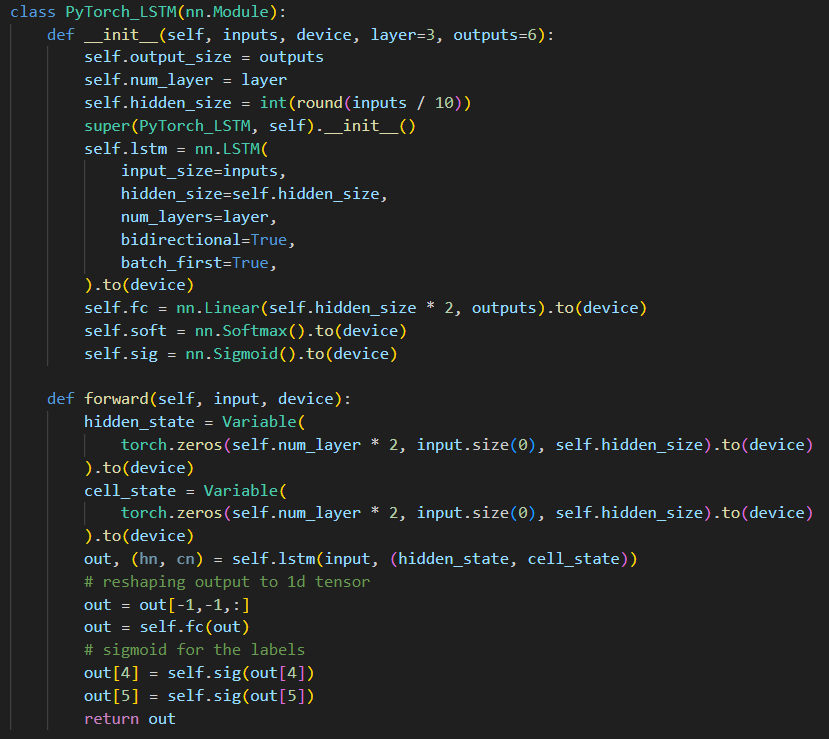 class PyTorch_LSTM(nn.Module):
    def __init__(self, inputs, device, layer=3, outputs=6):
        self.output_size = outputs
        self.num_layer = layer
        self.hidden_size = int(round(inputs / 10))
        super(PyTorch_LSTM, self).__init__()
        self.lstm = nn.LSTM(
            input_size=inputs,
            hidden_size=self.hidden_size,
            num_layers=layer,
            bidirectional=True,
            batch_first=True,
        ).to(device)
        self.fc = nn.Linear(self.hidden_size * 2, outputs).to(device)
        self.soft = nn.Softmax().to(device)
        self.sig = nn.Sigmoid().to(device)

    def forward(self, input, device):
        hidden_state = Variable(
            torch.zeros(self.num_layer * 2, input.size(0), self.hidden_size).to(device)
        ).to(device)
        cell_state = Variable(
            torch.zeros(self.num_layer * 2, input.size(0), self.hidden_size).to(device)
        ).to(device)
        out, (hn, cn) = self.lstm(input, (hidden_state, cell_state))
        # reshaping output to 1d tensor
        out = out[-1,-1,:]
        out = self.fc(out)
        # sigmoid for the labels
        out[4] = self.sig(out[4])
        out[5] = self.sig(out[5])
        return out